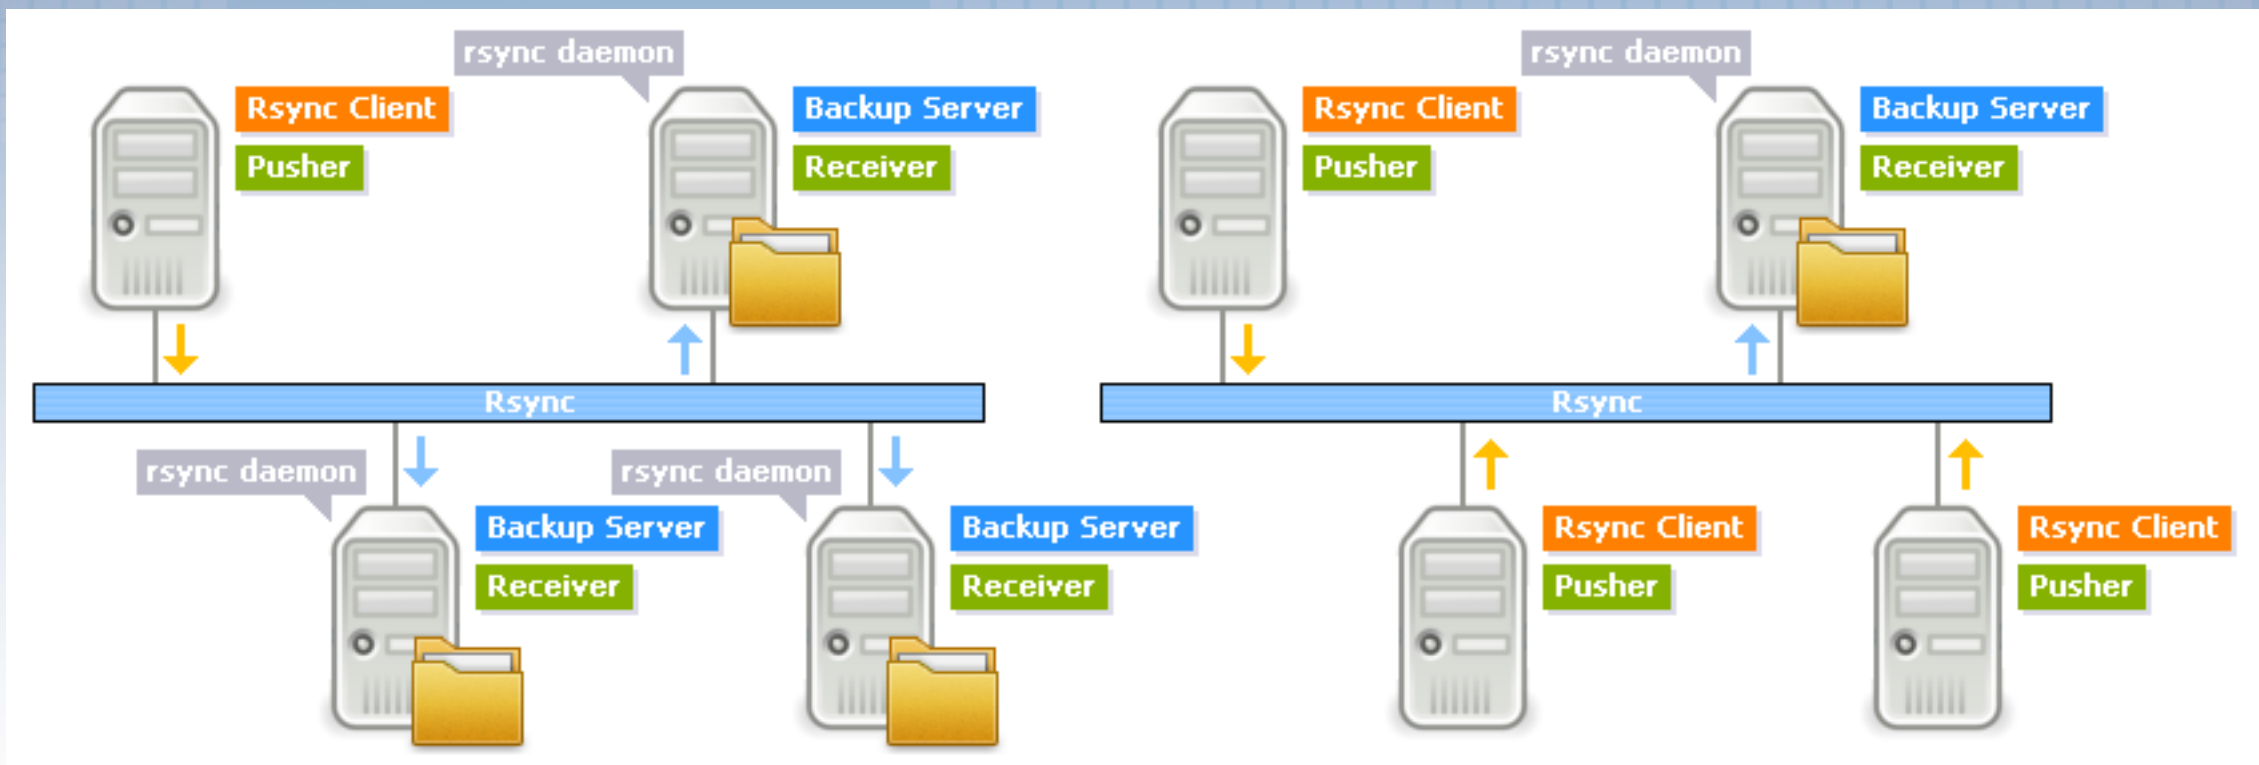 rsync daemon
Rsync Client
Pusher
Backup Server
Receiver
Rsync
rsync daemon
Backup Server
Receiver
rsync daemon
Backup Server
Receiver
rsync daemon
Rsync Client
Pusher
Backup Server
Receiver
Rsync
Rsync Client
Pusher
Rsync Client
Pusher